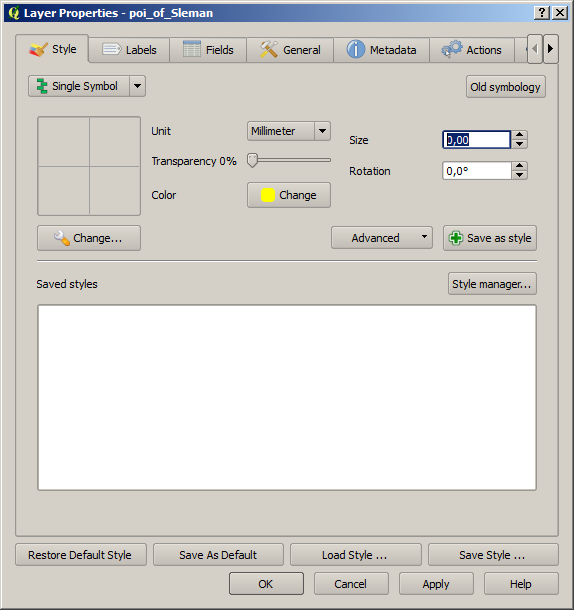 Layer Properties - poi_of_Sleman
Style Labels Fields General Metadata Actions
Single Symbol Old symbology
Unit Millimeter Size 0,00
Transparency 0% Rotation 0,0°
Color Change
Change... Advanced Save as style
Saved styles Style manager...
Restore Default Style Save As Default Load Style ... Save Style ...
OK Cancel Apply Help